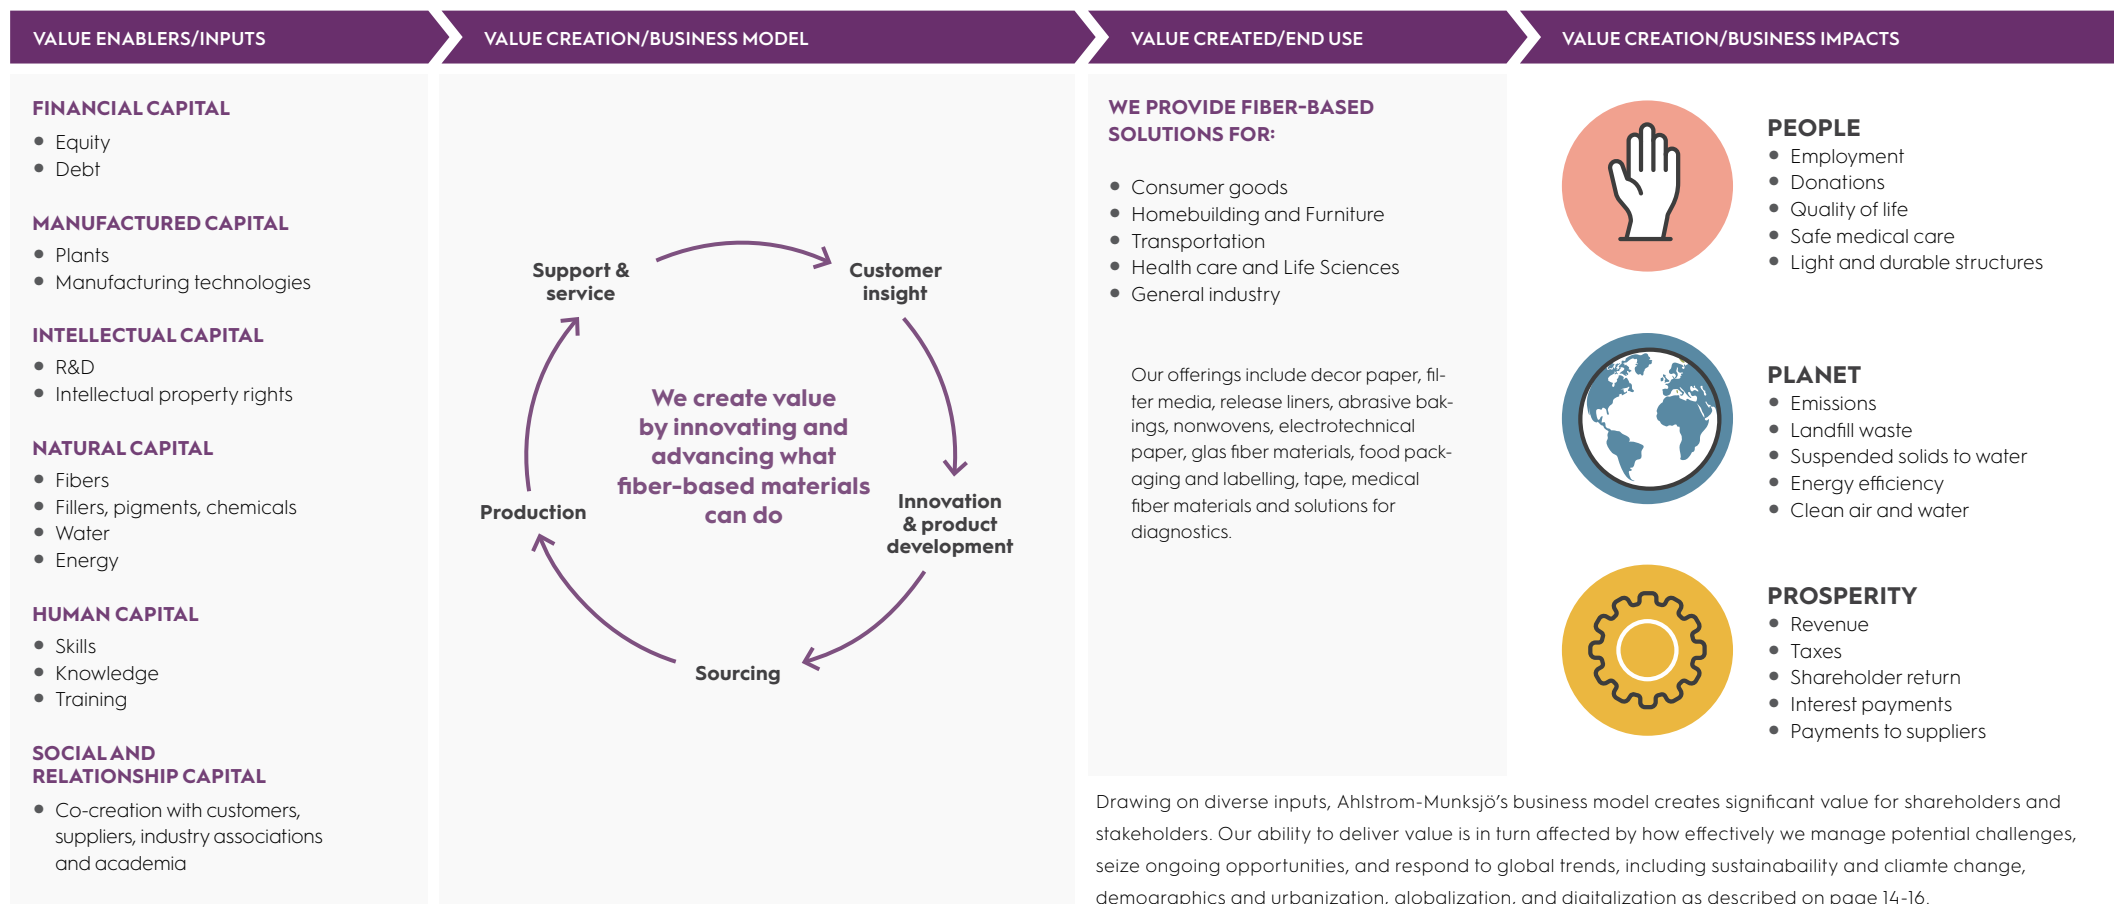 VALUE ENABLERS/INPUTS
VALUE CREATION/BUSINESS MODEL
VALUE CREATED/END USE
VALUE CREATION/BUSINESS IMPACTS
FINANCIAL CAPITAL
• Equity
• Debt
MANUFACTURED CAPITAL
• Plants
• Manufacturing technologies
INTELLECTUAL CAPITAL
• R&D
• Intellectual property rights
NATURAL CAPITAL
• Fibers
• Fillers, pigments, chemicals
• Water
• Energy
HUMAN CAPITAL
• Skills
• Knowledge
• Training
SOCIAL AND
RELATIONSHIP CAPITAL
• Co-creation with customers,
suppliers, industry associations
and academia
Support &
service
Customer
insight
Innovation
& product
development
Sourcing
Production
We create value
by innovating and
advancing what
fiber-based materials
can do
WE PROVIDE FIBER-BASED
SOLUTIONS FOR:
• Consumer goods
• Homebuilding and Furniture
• Transportation
• Health care and Life Sciences
• General industry
Our offerings include decor paper, fil-
ter media, release liners, abrasive bak-
ings, nonwovens, electrotechnical
paper, glas fiber materials, food pack-
aging and labelling, tape, medical
fiber materials and solutions for
diagnostics.
PEOPLE
• Employment
• Donations
• Quality of life
• Safe medical care
• Light and durable structures
PLANET
• Emissions
• Landfill waste
• Suspended solids to water
• Energy efficiency
• Clean air and water
PROSPERITY
• Revenue
• Taxes
• Shareholder return
• Interest payments
• Payments to suppliers
Drawing on diverse inputs, Ahlstrom-Munksjö’s business model creates significant value for shareholders and
stakeholders. Our ability to deliver value is in turn affected by how effectively we manage potential challenges,
seize ongoing opportunities, and respond to global trends, including sustainabaility and cliamte change,
demographics and urbanization, globalization, and digitalization as described on page 14-16.